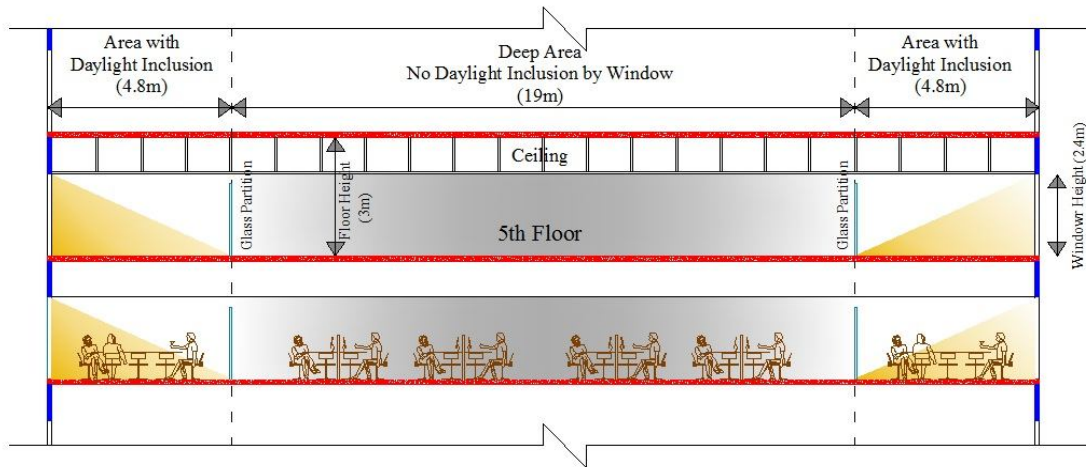 Area with
Daylight Inclusion
(4.8m)
Deep Area
No Daylight Inclusion by Window
(19m)
Area with
Daylight Inclusion
(4.8m)
Ceiling
Glass Partition
Floor Height
(3m)
5th Floor
Glass Partition
Windowr Height (2.4m)